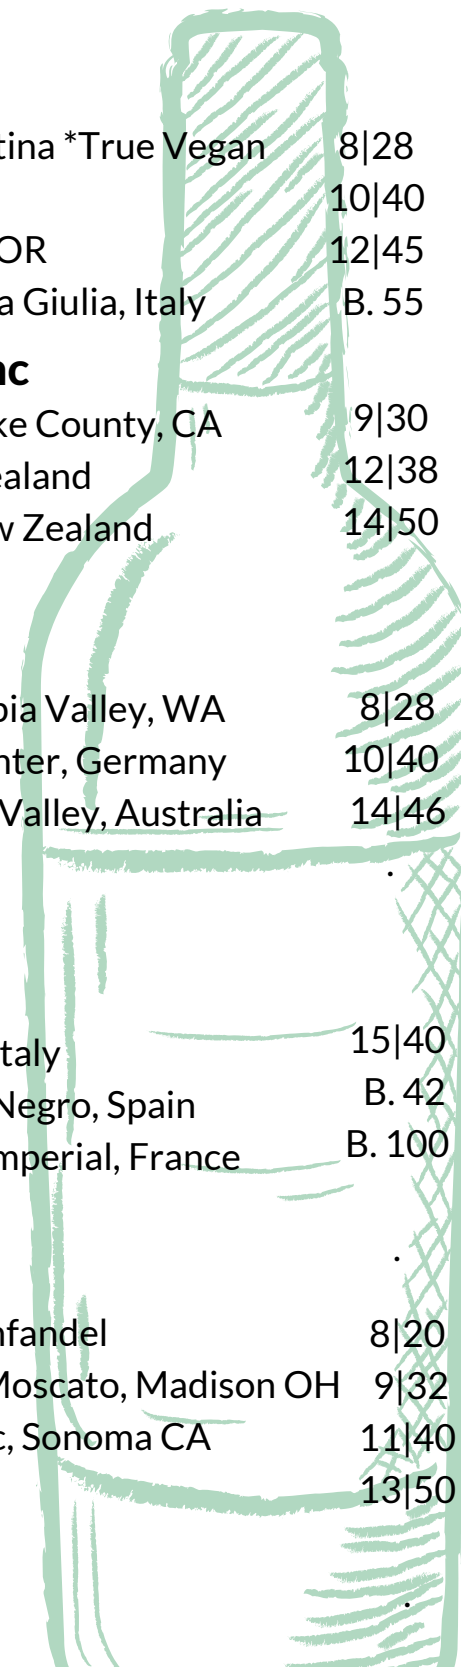 tina *True Vegan 8|28
10|40
OR 12|45
a Giulia, Italy B. 55
nc
ke County, CA 9|30
ealand 12|38
w Zealand 14|50
bia Valley, WA 8|28
nter, Germany 10|40
Valley, Australia 14|46
.
taly 15|40
Negro, Spain B. 42
mperial, France B. 100
.
nfandel 8|20
Moscato, Madison OH 9|32
c, Sonoma CA 11|40
13|50
.